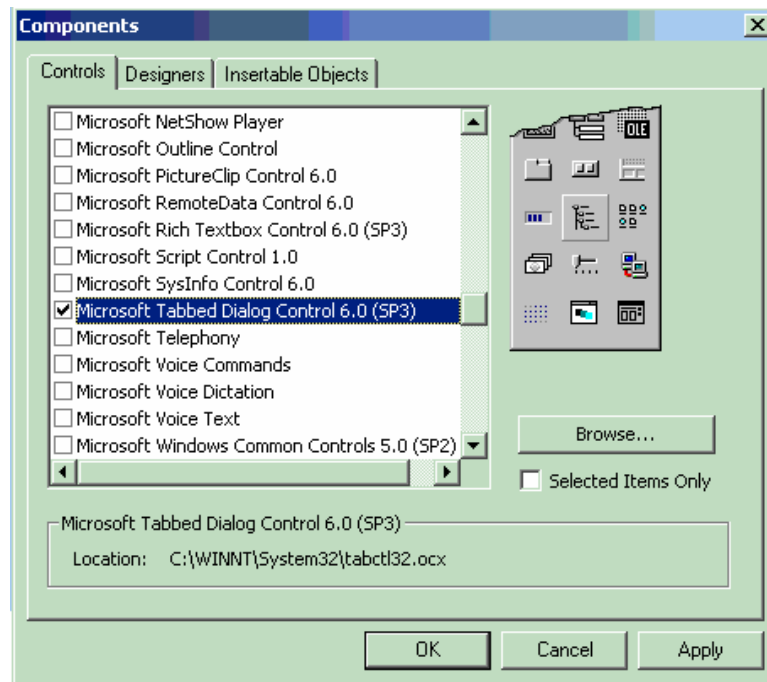 Components
Controls
Designers
Insertable Objects
Microsoft NetShow Player
Microsoft Outline Control
Microsoft PictureClip Control 6.0
Microsoft RemoteData Control 6.0
Microsoft Rich Textbox Control 6.0 (SP3)
Microsoft Script Control 1.0
Microsoft SysInfo Control 6.0
Microsoft Tabbed Dialog Control 6.0 (SP3)
Microsoft Telephony
Microsoft Voice Commands
Microsoft Voice Dictation
Microsoft Voice Text
Microsoft Windows Common Controls 5.0 (SP2)
OLE
Browse...
Selected Items Only
Microsoft Tabbed Dialog Control 6.0 (SP3)
Location: C:\WINNT\System32\tabctl32.ocx
OK
Cancel
Apply